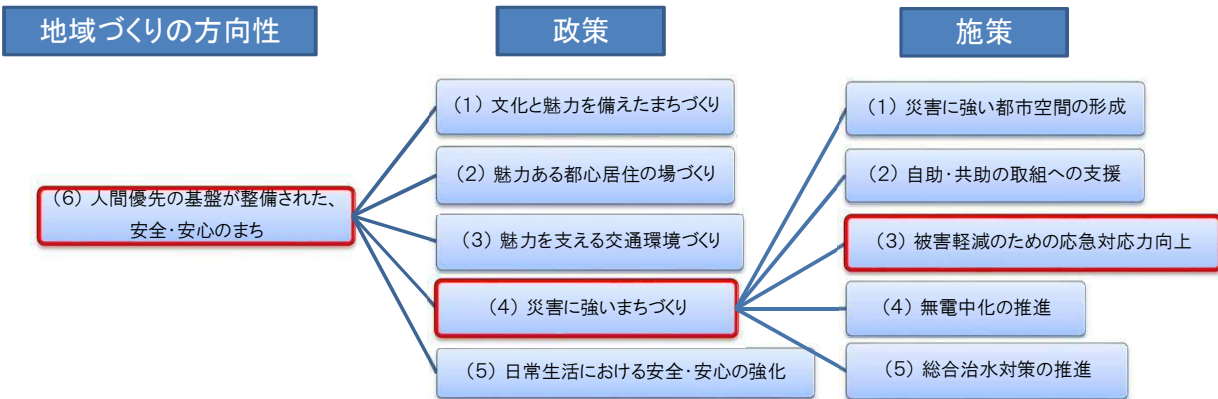 地域づくりの方向性
政策
施策
(6) 人間優先の基盤が整備された、
安全・安心のまち
(1) 文化と魅力を備えたまちづくり
(2) 魅力ある都心居住の場づくり
(3) 魅力を支える交通環境づくり
(4) 災害に強いまちづくり
(5) 日常生活における安全・安心の強化
(1) 災害に強い都市空間の形成
(2) 自助・共助の取組への支援
(3) 被害軽減のための応急対応力向上
(4) 無電中化の推進
(5) 総合治水対策の推進